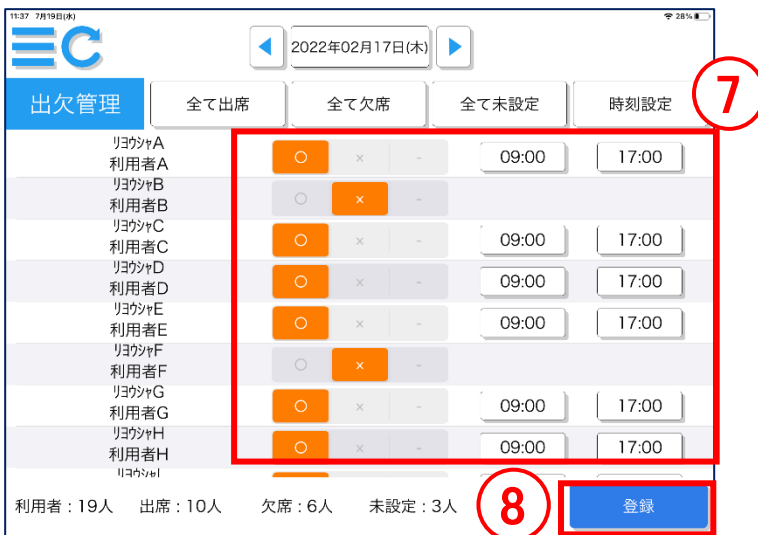 11:37 7月19日(水)
28%
2022年02月17日(木)
出欠管理 全て出席 全て欠席 全て未設定 時刻設定
⑦
リヨウシャA
利用者A ○ × - 09:00 17:00
リヨウシャB
利用者B ○ × -
リヨウシャC
利用者C ○ × - 09:00 17:00
リヨウシャD
利用者D ○ × - 09:00 17:00
リヨウシャE
利用者E ○ × - 09:00 17:00
リヨウシャF
利用者F ○ × -
リヨウシャG
利用者G ○ × - 09:00 17:00
リヨウシャH
利用者H ○ × - 09:00 17:00
利用者：19人 出席：10人 欠席：6人 未設定：3人
⑧
登録